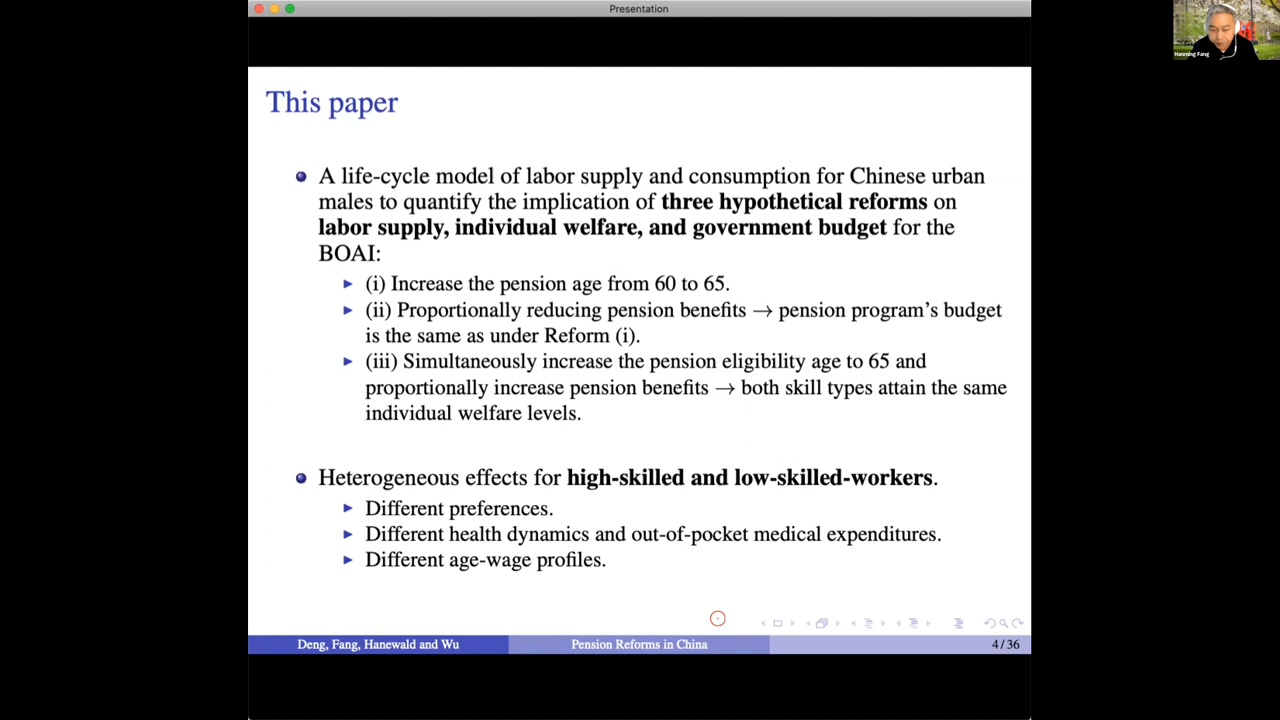 Presentation
Hanming Fang
This paper
A life-cycle model of labor supply and consumption for Chinese urban
males to quantify the implication of three hypothetical reforms on
labor supply, individual welfare, and government budget for the
BOAI:
(i) Increase the pension age from 60 to 65.
(ii) Proportionally reducing pension benefits → pension program's budget
is the same as under Reform (i).
(iii) Simultaneously increase the pension eligibility age to 65 and
proportionally increase pension benefits → both skill types attain the same
individual welfare levels.
Heterogeneous effects for high-skilled and low-skilled-workers.
Different preferences.
Different health dynamics and out-of-pocket medical expenditures.
Different age-wage profiles.
Deng, Fang, Hanewald and Wu
Pension Reforms in China
4 / 36